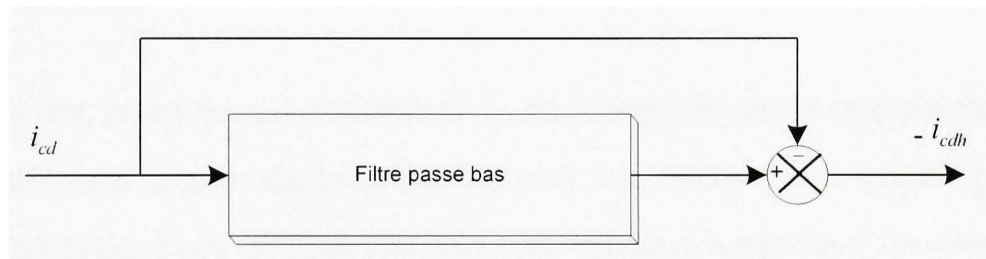 i_cd
Filtre passe bas
+
−
- i_cdh